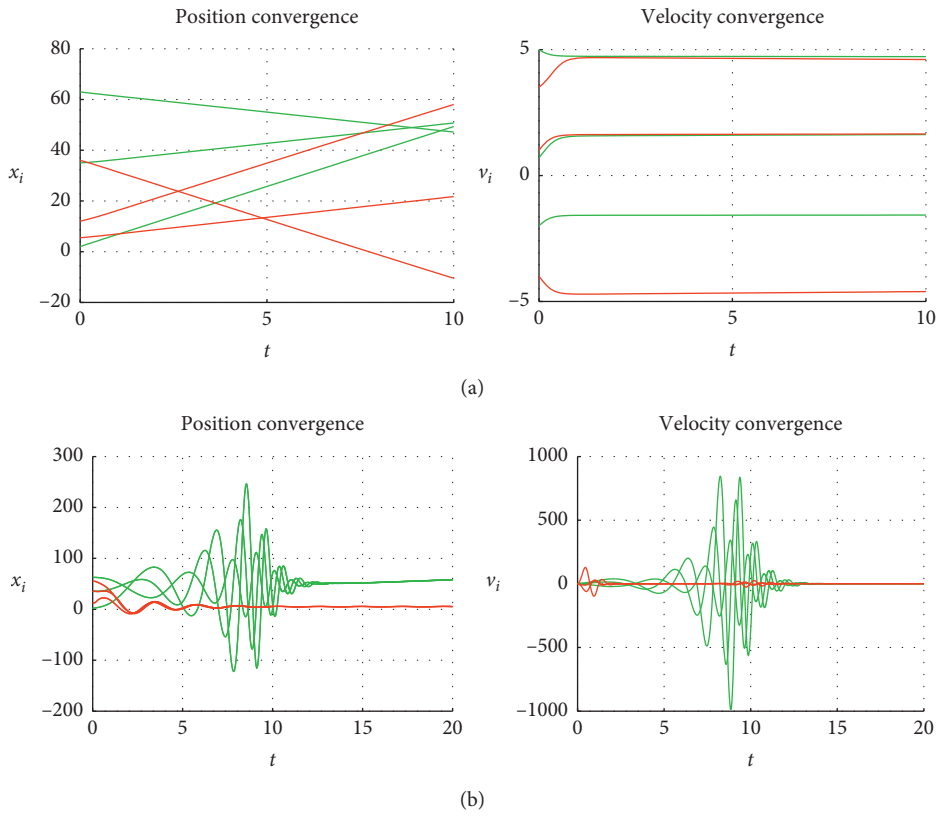 Position convergence
80
60
40
20
0
−20
x_i
0
5
10
t
Velocity convergence
5
0
−5
v_i
0
5
10
t
(a)
Position convergence
300
200
100
0
−100
−200
x_i
0
5
10
15
20
t
Velocity convergence
1000
500
0
−500
−1000
v_i
0
5
10
15
20
t
(b)